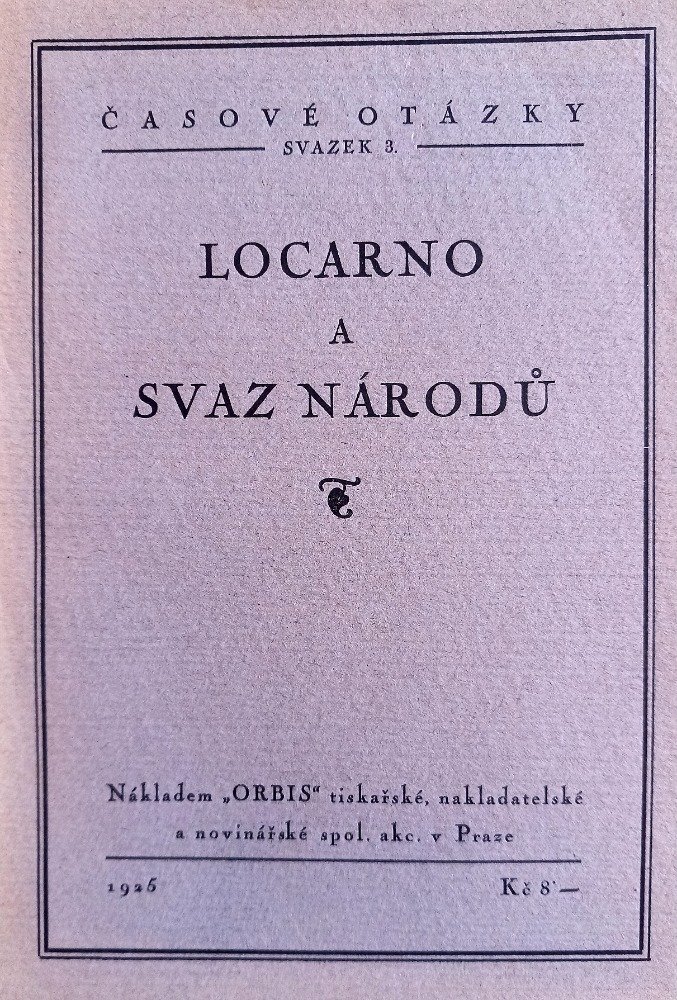 ČASOVÉ OTÁZKY
SVAZEK 3.
LOCARNO
A
SVAZ NÁRODŮ
Nákladem „ORBIS“ tiskařské, nakladatelské
a novinářské spol. akc. v Praze
1926 Kč 8·—